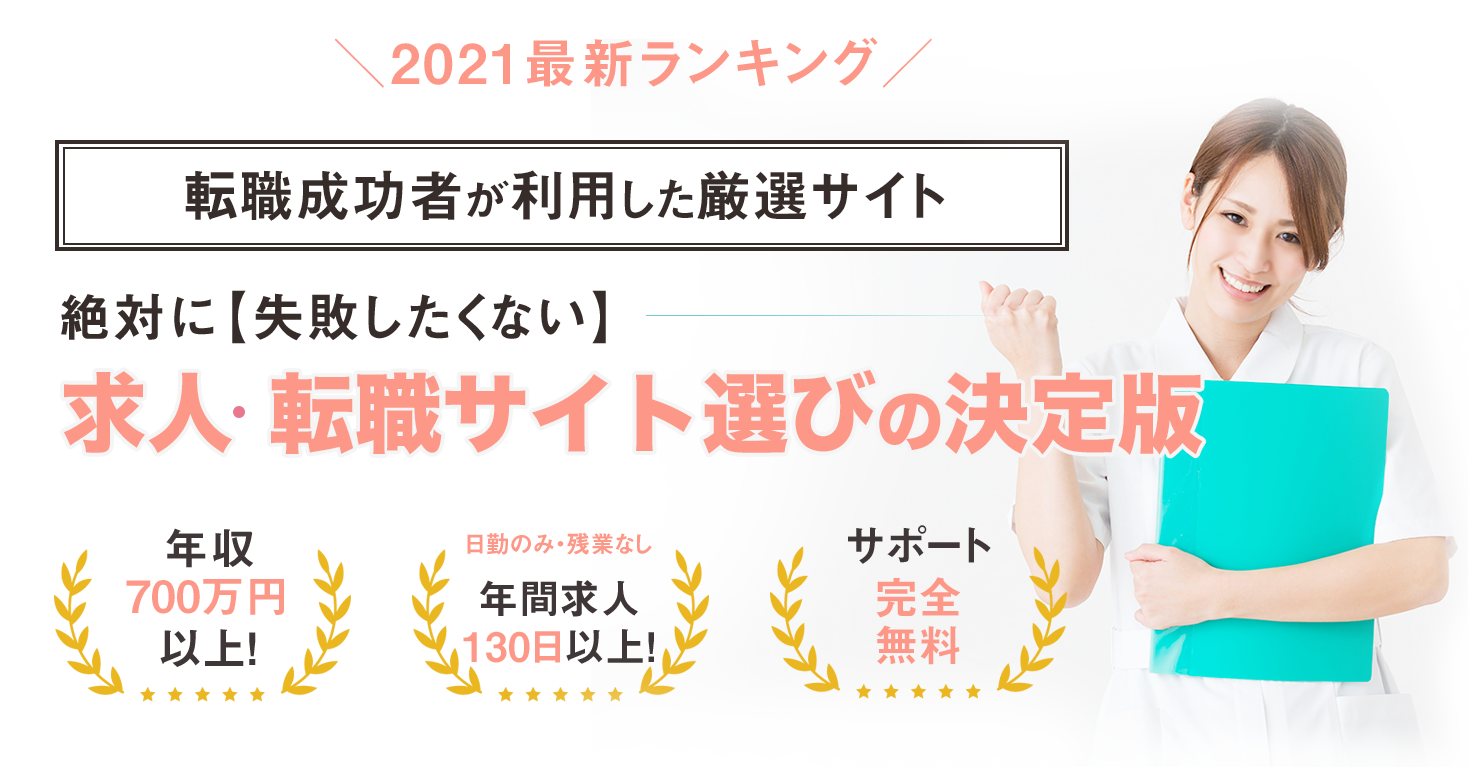 ＼2021最新ランキング／
転職成功者が利用した厳選サイト
絶対に【失敗したくない】
求人・転職サイト選びの決定版
年収
700万円
以上!
日勤のみ・残業なし
年間求人
130日以上!
サポート
完全
無料